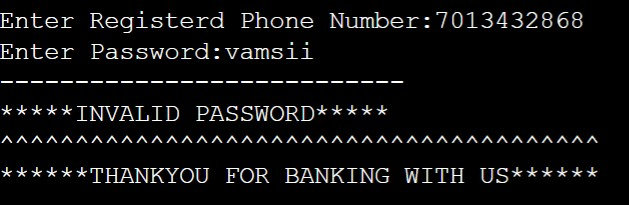 Enter Registerd Phone Number:7013432868
Enter Password:vamsii
---------------------------
*****INVALID PASSWORD*****
^^^^^^^^^^^^^^^^^^^^^^^^^^^^^^^^^^^^^^^^
******THANKYOU FOR BANKING WITH US******